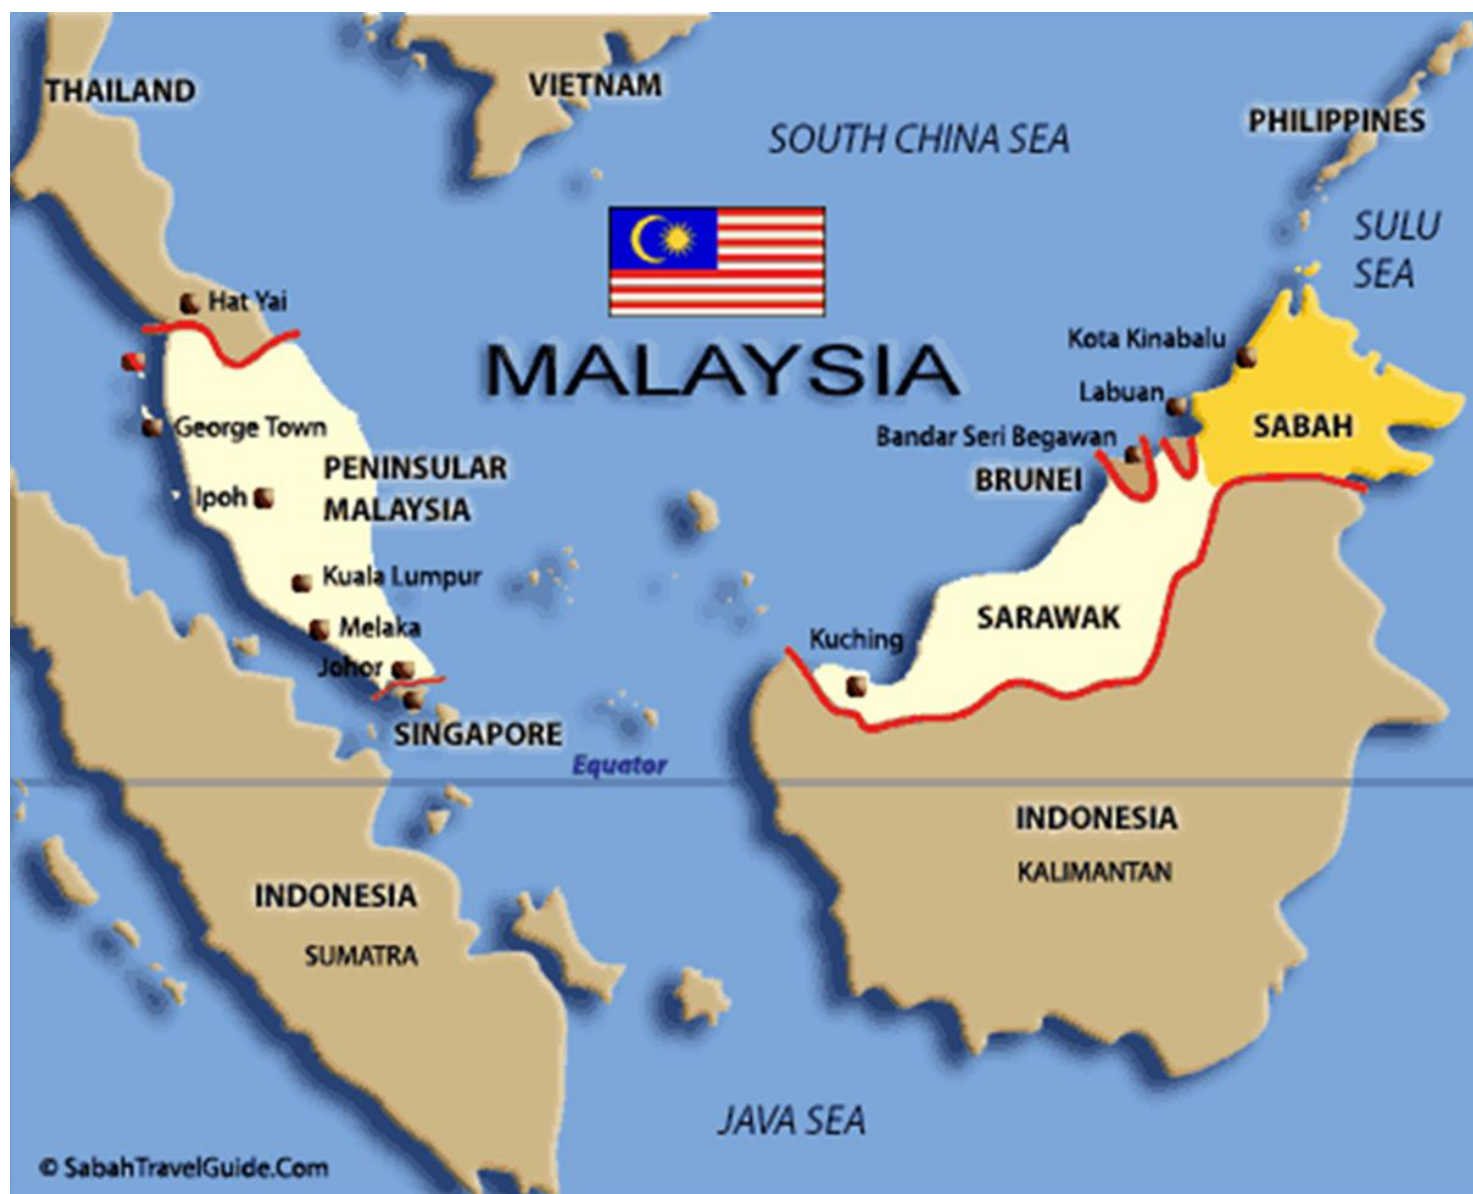 THAILAND
VIETNAM
SOUTH CHINA SEA
PHILIPPINES
SULU
SEA
Hat Yai
MALAYSIA
Kota Kinabalu
Labuan
SABAH
George Town
Bandar Seri Begawan
BRUNEI
PENINSULAR
MALAYSIA
Ipoh
Kuala Lumpur
Melaka
Johor
SARAWAK
Kuching
SINGAPORE
Equator
INDONESIA
KALIMANTAN
INDONESIA
SUMATRA
JAVA SEA
© SabahTravelGuide.Com